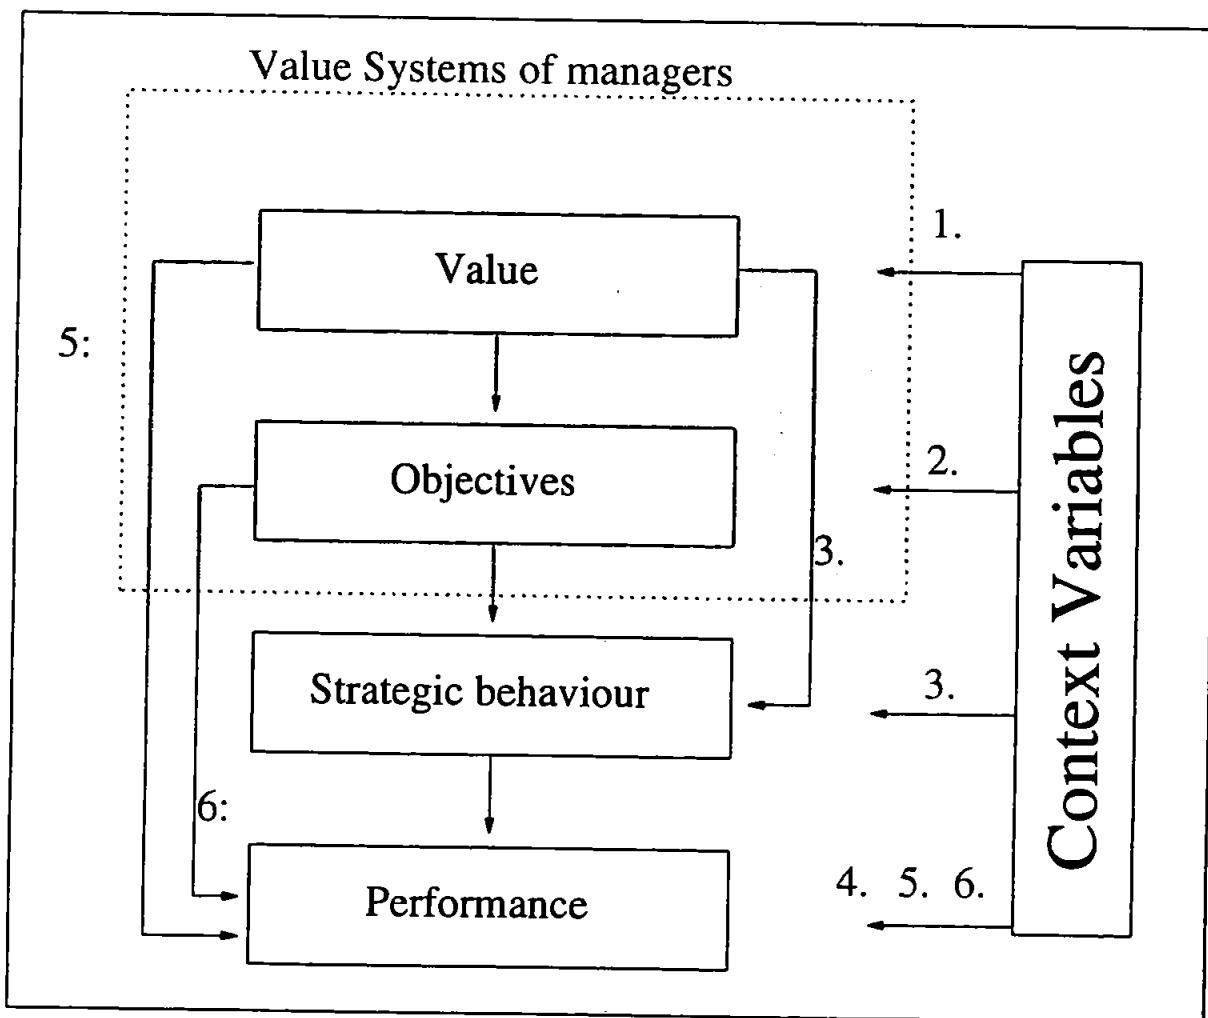 Value Systems of managers
1.
Value
5:
2.
Objectives
3.
3.
Strategic behaviour
6:
4. 5. 6.
Performance
Context Variables